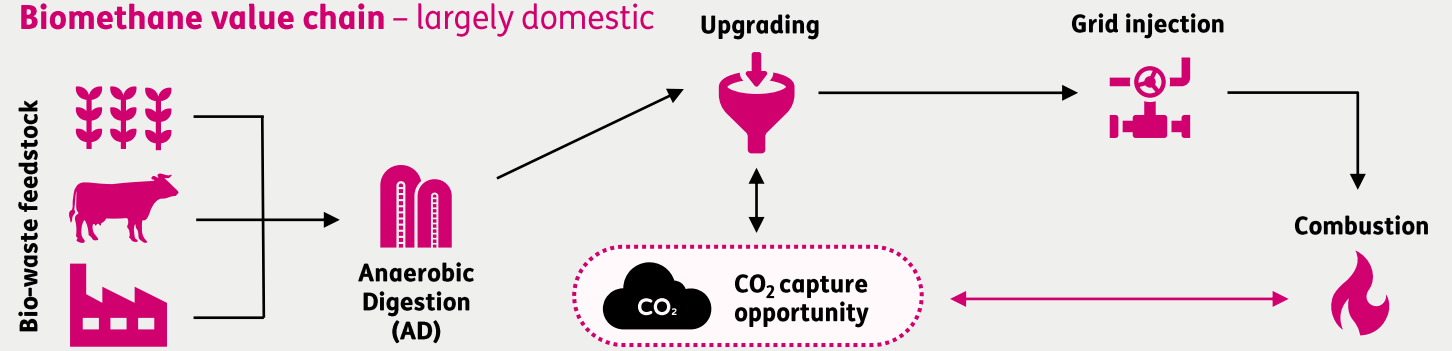 Biomethane value chain – largely domestic
Upgrading
Grid injection
Bio-waste feedstock
Anaerobic
Digestion
(AD)
CO₂
CO₂ capture
opportunity
Combustion